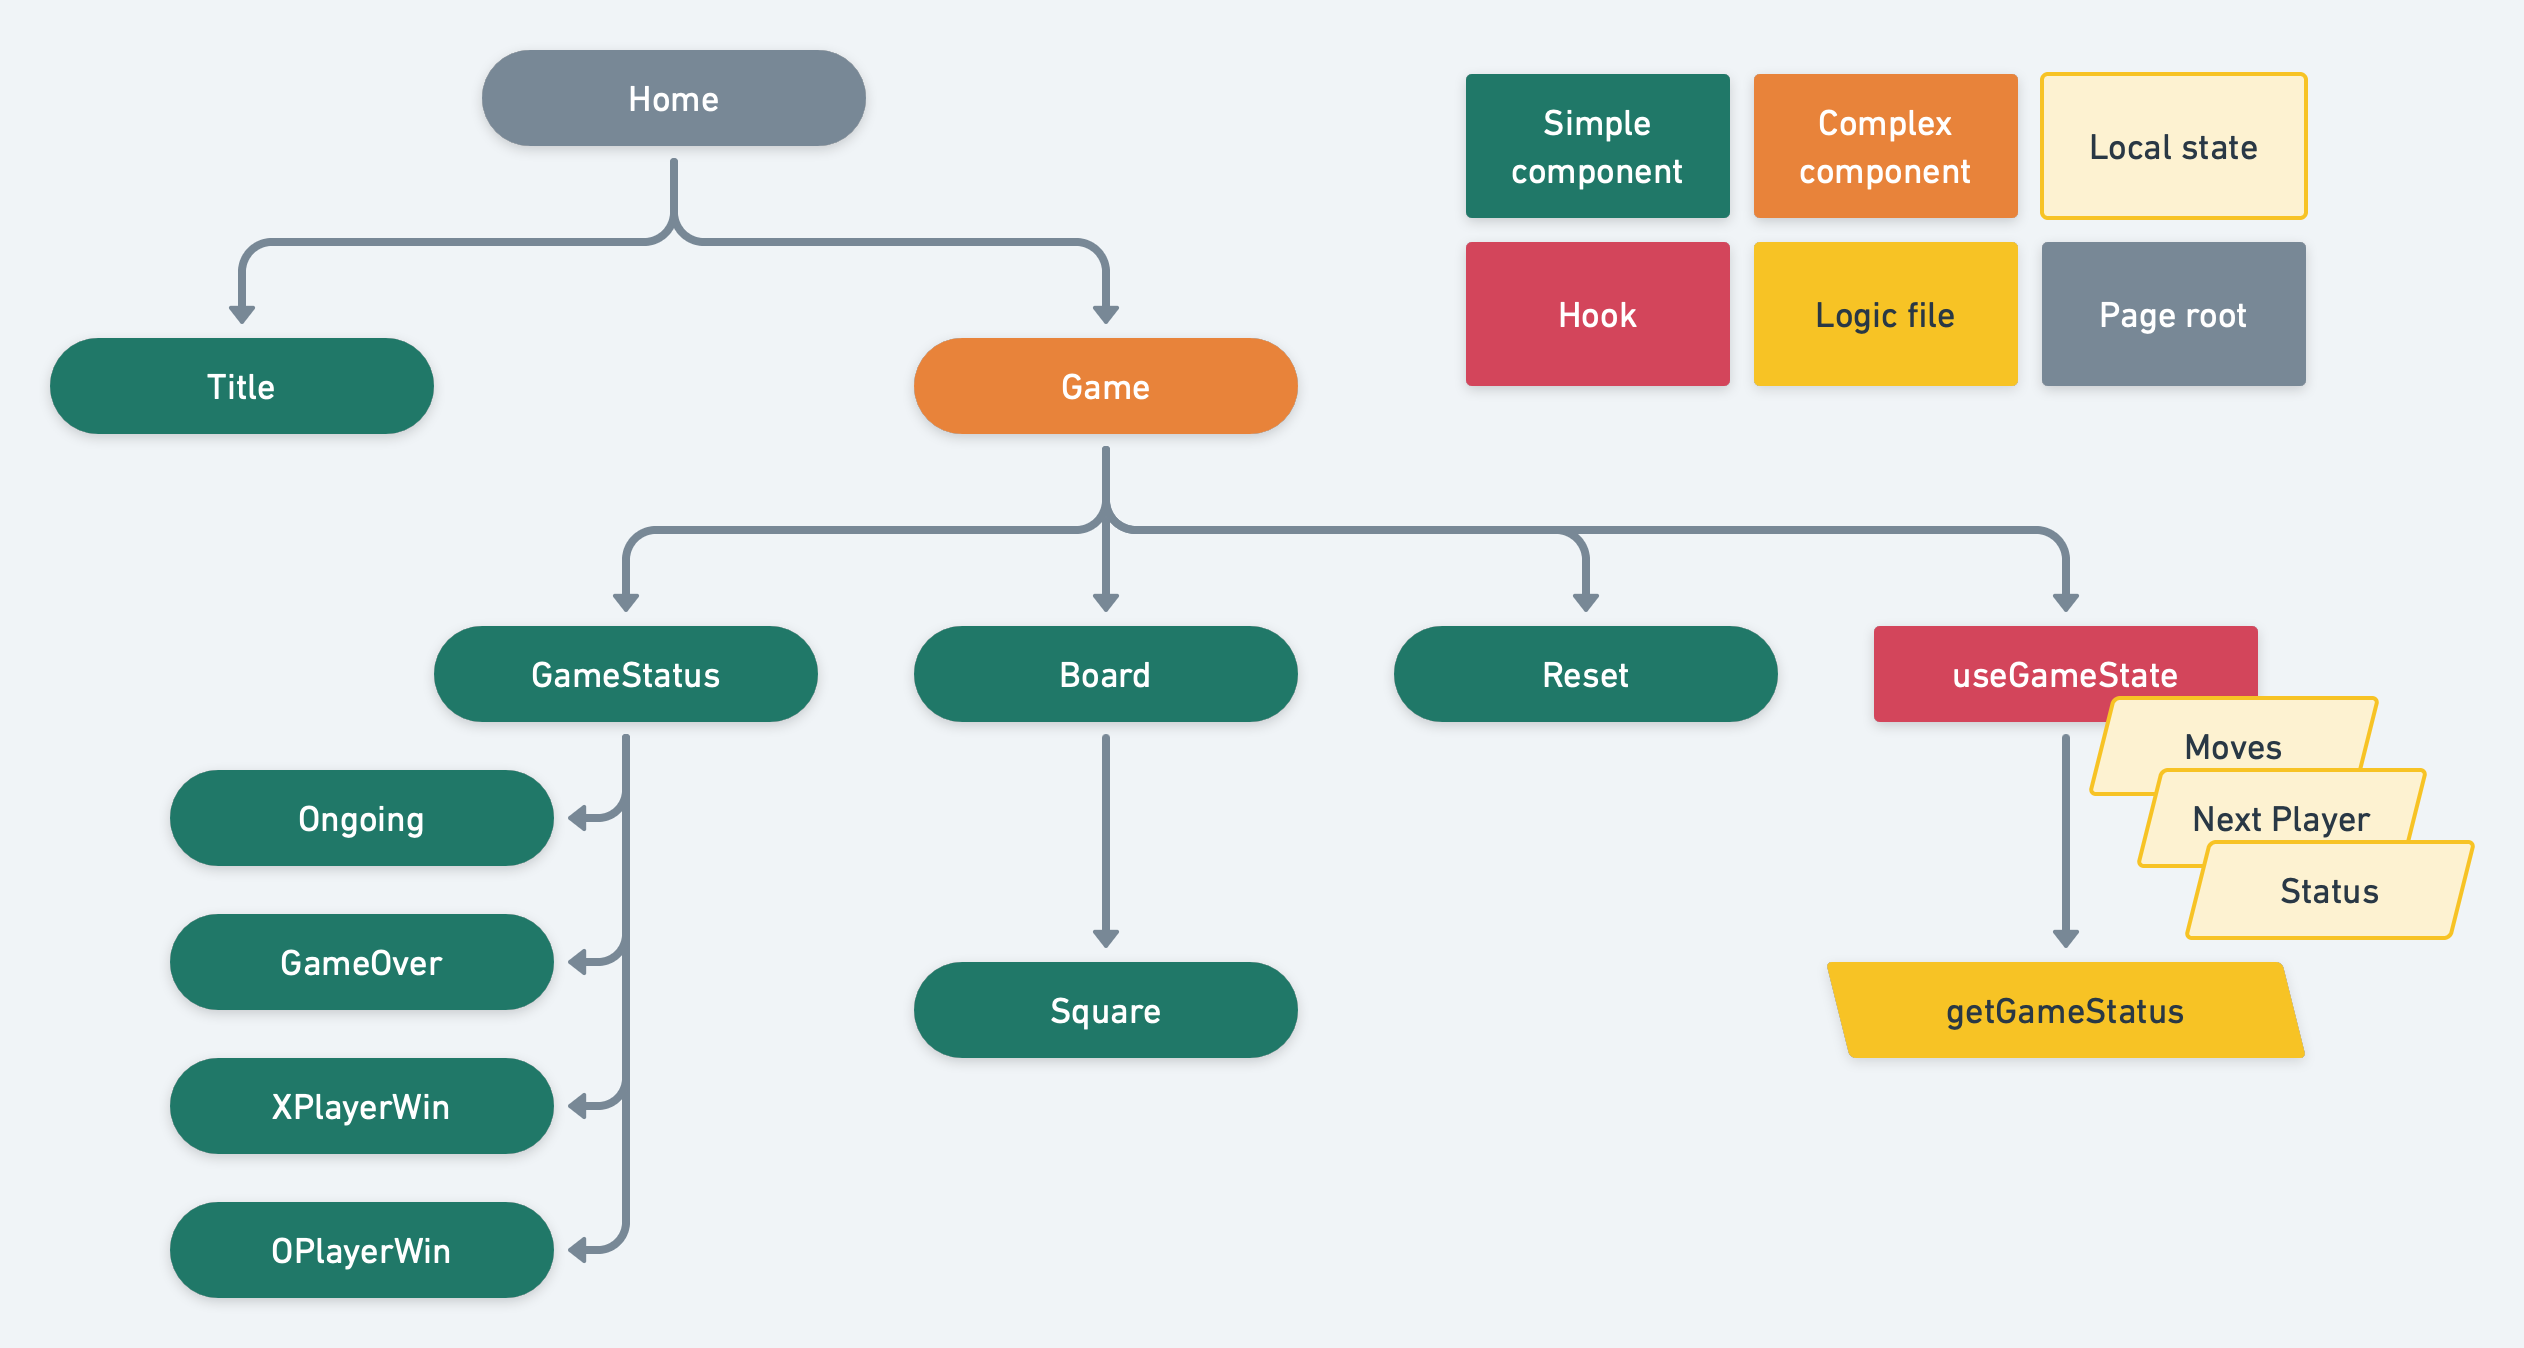 Home
Simple
component
Complex
component
Local state
Hook
Logic file
Page root
Title
Game
GameStatus
Board
Reset
useGameState
Moves
Next Player
Status
Ongoing
GameOver
XPlayerWin
OPlayerWin
Square
getGameStatus